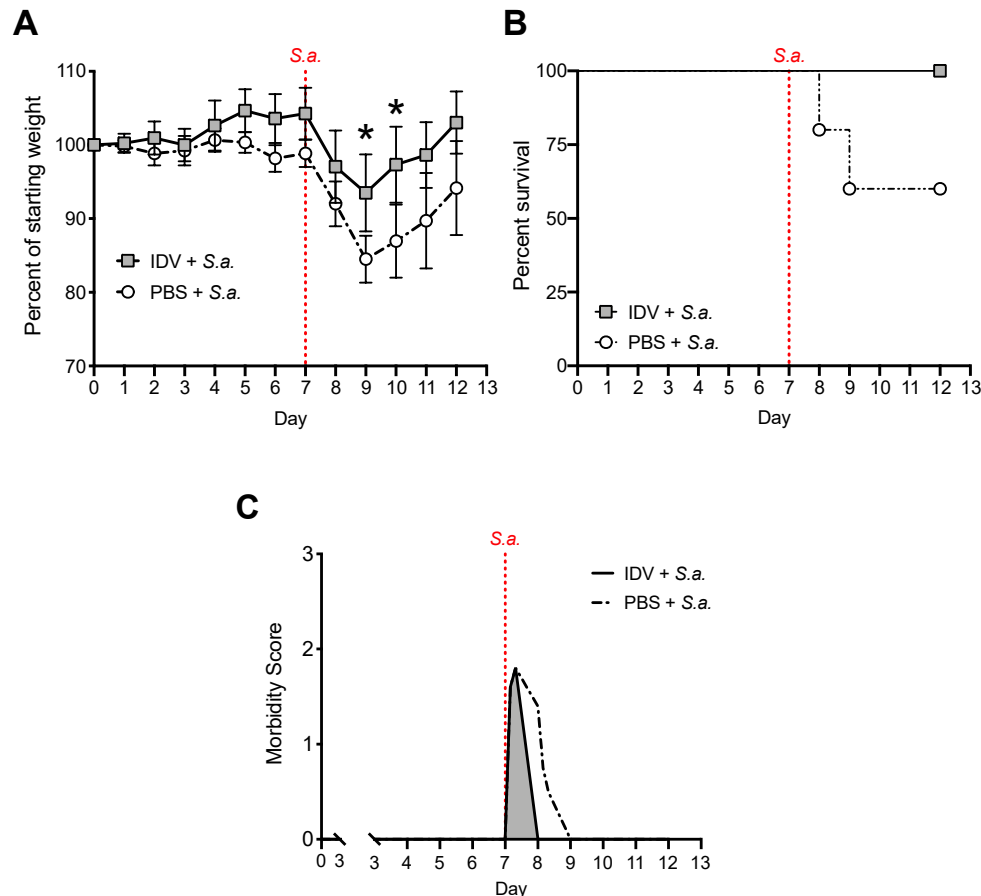 A
S.a.
110
100
90
80
70
Percent of starting weight
* *
IDV + S.a.
PBS + S.a.
0 1 2 3 4 5 6 7 8 9 10 11 12 13
Day
B
S.a.
100
75
50
25
0
Percent survival
IDV + S.a.
PBS + S.a.
0 1 2 3 4 5 6 7 8 9 10 11 12 13
Day
C
S.a.
3
2
1
0
Morbidity Score
IDV + S.a.
PBS + S.a.
0 3 3 4 5 6 7 8 9 10 11 12 13
Day